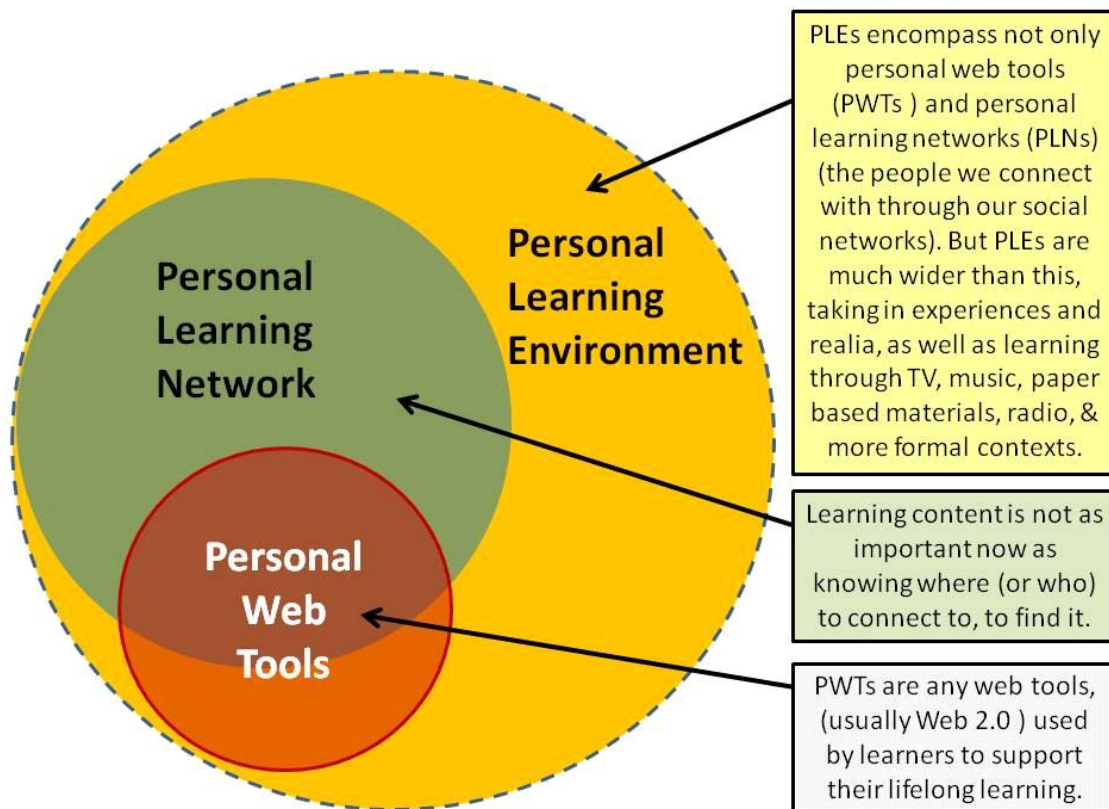 Personal
Learning
Network
Personal
Learning
Environment
Personal
Web
Tools
PLEs encompass not only
personal web tools
(PWTs ) and personal
learning networks (PLNs)
(the people we connect
with through our social
networks). But PLEs are
much wider than this,
taking in experiences and
realia, as well as learning
through TV, music, paper
based materials, radio, &
more formal contexts.
Learning content is not as
important now as
knowing where (or who)
to connect to, to find it.
PWTs are any web tools,
(usually Web 2.0 ) used
by learners to support
their lifelong learning.